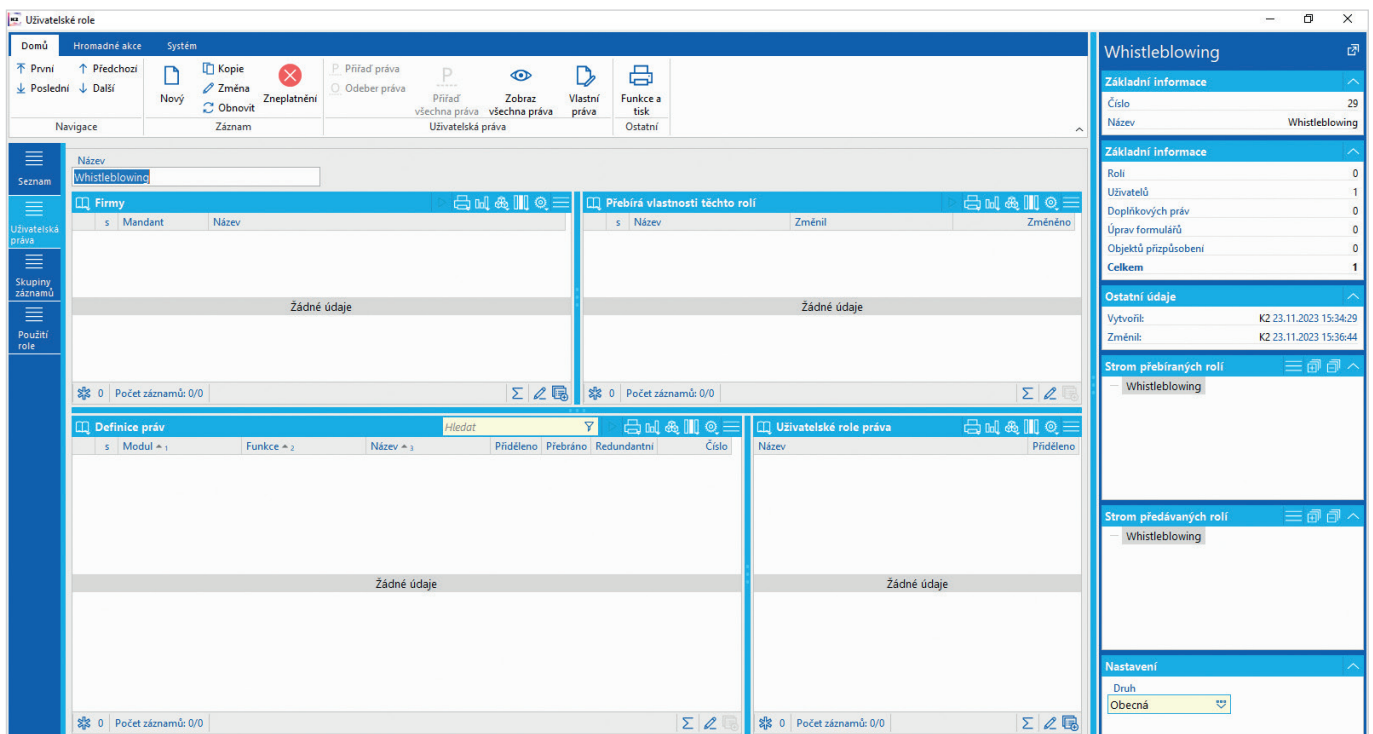 K2 Uživatelské role
Domů Hromadné akce Systém
První Předchozí
Poslední Další
Navigace
Nový
Kopie
Změna
Obnovit
Zneplatnění
Záznam
P Přiřaď práva
Odeber práva
P Přiřaď všechna práva
Zobraz všechna práva
Vlastní práva
Uživatelská práva
Funkce a tisk
Ostatní
Seznam
Uživatelská práva
Skupiny záznamů
Použití role
Název
Whistleblowing
Firmy
s Mandant Název
Žádné údaje
0 Počet záznamů: 0/0
Přebírá vlastnosti těchto rolí
s Název Změnil Změněno
Žádné údaje
0 Počet záznamů: 0/0
Definice práv Hledat
s Modul 1 Funkce 2 Název 3 Přiděleno Přebráno Redundantní Číslo
Žádné údaje
0 Počet záznamů: 0/0
Uživatelské role práva
Název Přiděleno
Žádné údaje
0 Počet záznamů: 0/0
Whistleblowing
Základní informace
Číslo 29
Název Whistleblowing
Základní informace
Rolí 0
Uživatelů 1
Doplňkových práv 0
Úprav formulářů 0
Objektů přizpůsobení 0
Celkem 1
Ostatní údaje
Vytvořil: K2 23.11.2023 15:34:29
Změnil: K2 23.11.2023 15:36:44
Strom přebíraných rolí
Whistleblowing
Strom předávaných rolí
Whistleblowing
Nastavení
Druh
Obecná